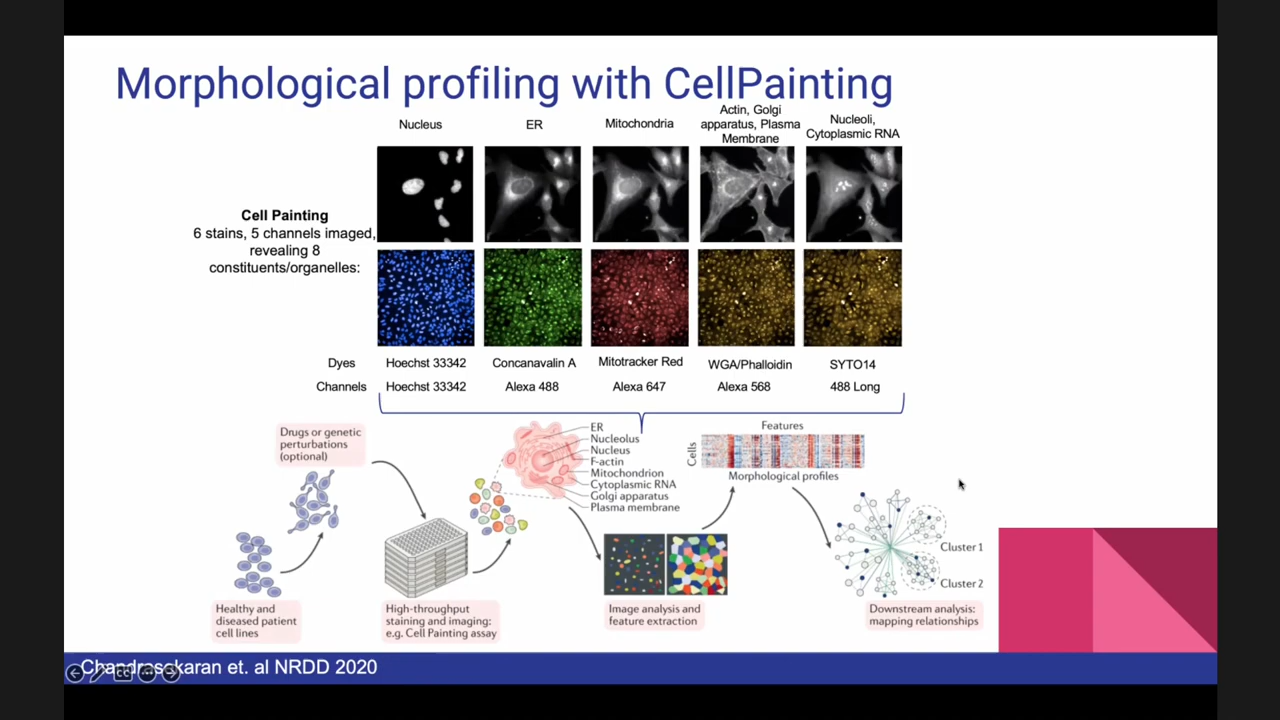 Morphological profiling with CellPainting
Nucleus
ER
Mitochondria
Actin, Golgi
apparatus, Plasma
Membrane
Nucleoli,
Cytoplasmic RNA
Cell Painting
6 stains, 5 channels imaged,
revealing 8
constituents/organelles:
Dyes
Hoechst 33342
Concanavalin A
Mitotracker Red
WGA/Phalloidin
SYTO14
Channels
Hoechst 33342
Alexa 488
Alexa 647
Alexa 568
488 Long
Drugs or genetic
perturbations
(optional)
ER
Nucleolus
Nucleus
F-actin
Mitochondrion
Cytoplasmic RNA
Golgi apparatus
Plasma membrane
Features
Cells
Morphological profiles
Cluster 1
Cluster 2
Healthy and
diseased patient
cell lines
High-throughput
staining and imaging:
e.g. Cell Painting assay
Image analysis and
feature extraction
Downstream analysis:
mapping relationships
Chandrasekaran et. al NRDD 2020